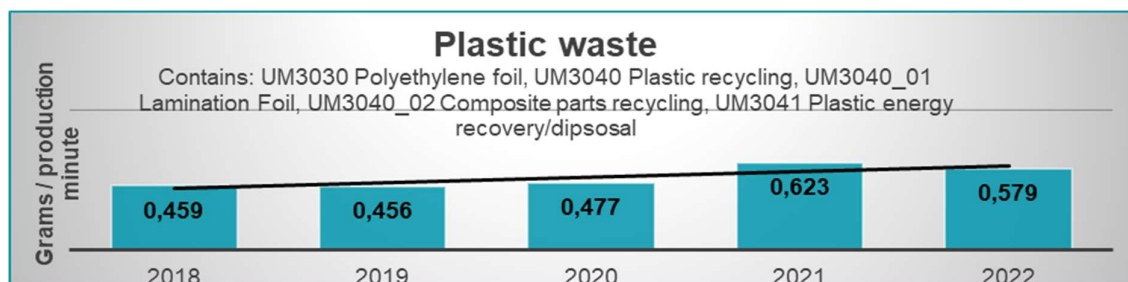 Plastic waste
Contains: UM3030 Polyethylene foil, UM3040 Plastic recycling, UM3040_01
Lamination Foil, UM3040_02 Composite parts recycling, UM3041 Plastic energy
recovery/dipsosal
Grams / production
minute
0,459
0,456
0,477
0,623
0,579
2018
2019
2020
2021
2022